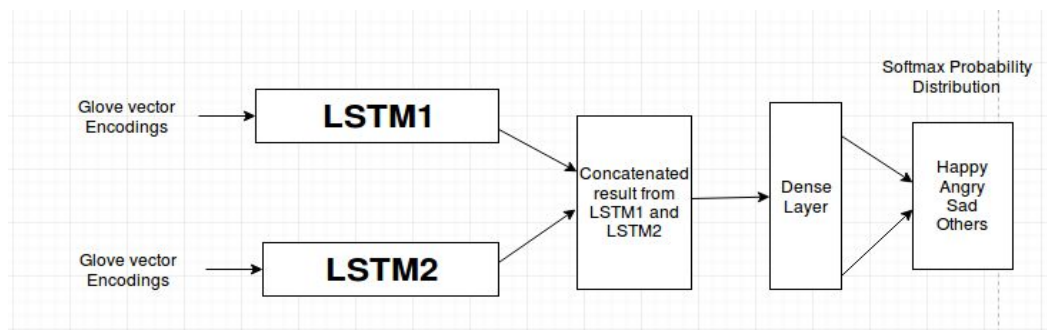 Glove vector
Encodings
LSTM1
Glove vector
Encodings
LSTM2
Concatenated
result from
LSTM1 and
LSTM2
Dense
Layer
Softmax Probability
Distribution
Happy
Angry
Sad
Others